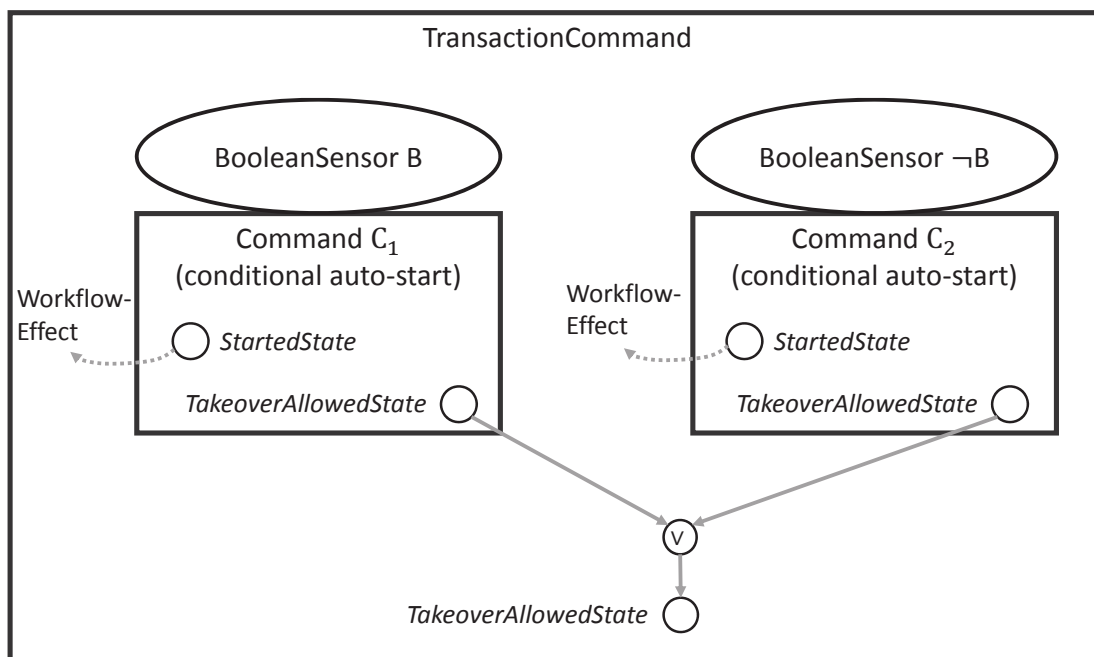 TransactionCommand
BooleanSensor B
BooleanSensor ¬B
Command C₁
(conditional auto-start)
Command C₂
(conditional auto-start)
Workflow-
Effect
StartedState
Workflow-
Effect
StartedState
TakeoverAllowedState
TakeoverAllowedState
∨
TakeoverAllowedState